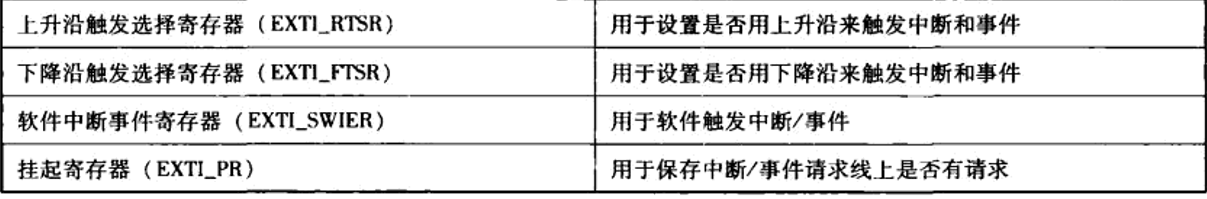 上升沿触发选择寄存器（EXTI_RTSR） 用于设置是否用上升沿来触发中断和事件
下降沿触发选择寄存器（EXTI_FTSR） 用于设置是否用下降沿来触发中断和事件
软件中断事件寄存器（EXTI_SWIER） 用于软件触发中断/事件
挂起寄存器（EXTI_PR） 用于保存中断/事件请求线上是否有请求